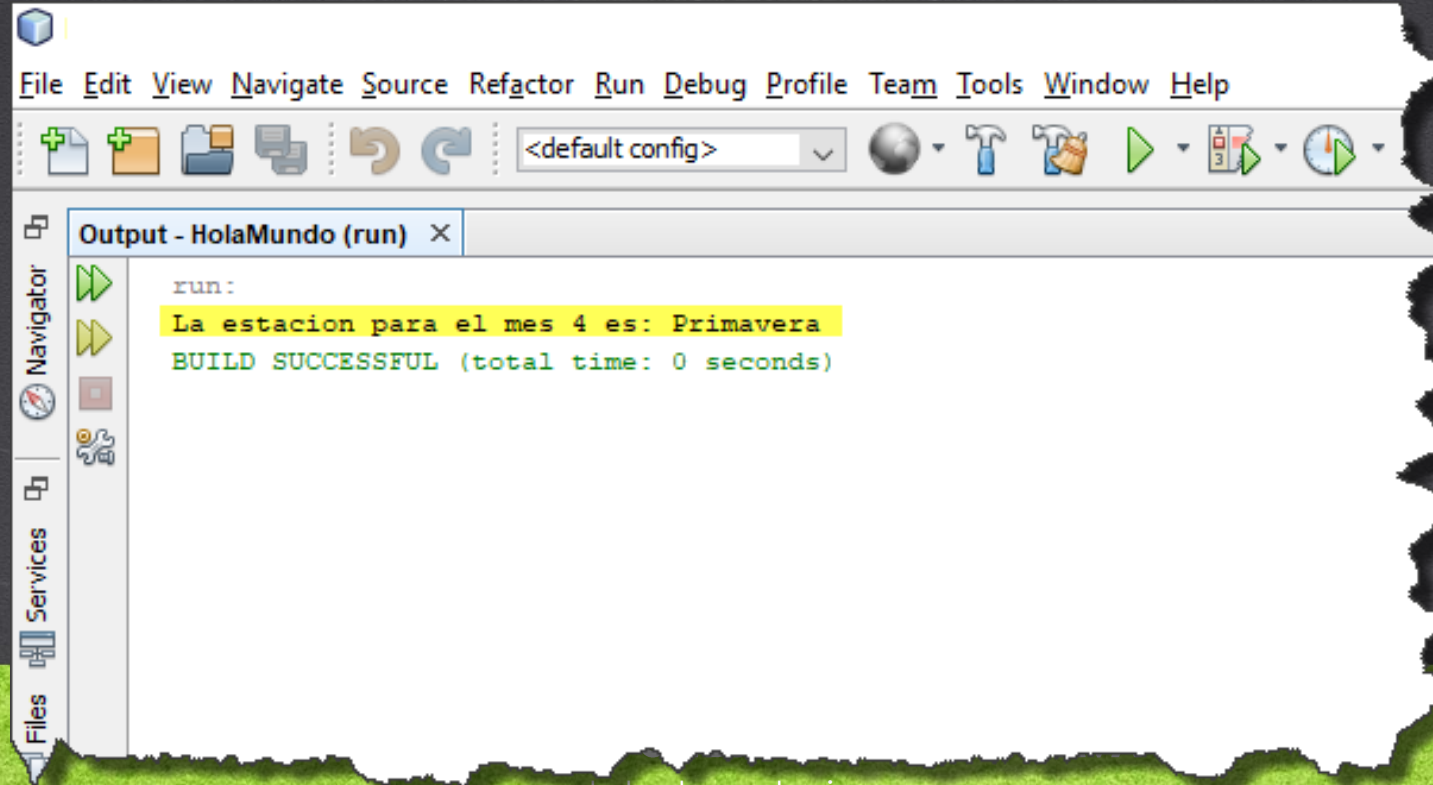 File Edit View Navigate Source Refactor Run Debug Profile Team Tools Window Help
<default config>
Output - HolaMundo (run)
run:
La estacion para el mes 4 es: Primavera
BUILD SUCCESSFUL (total time: 0 seconds)
Navigator
Services
Files